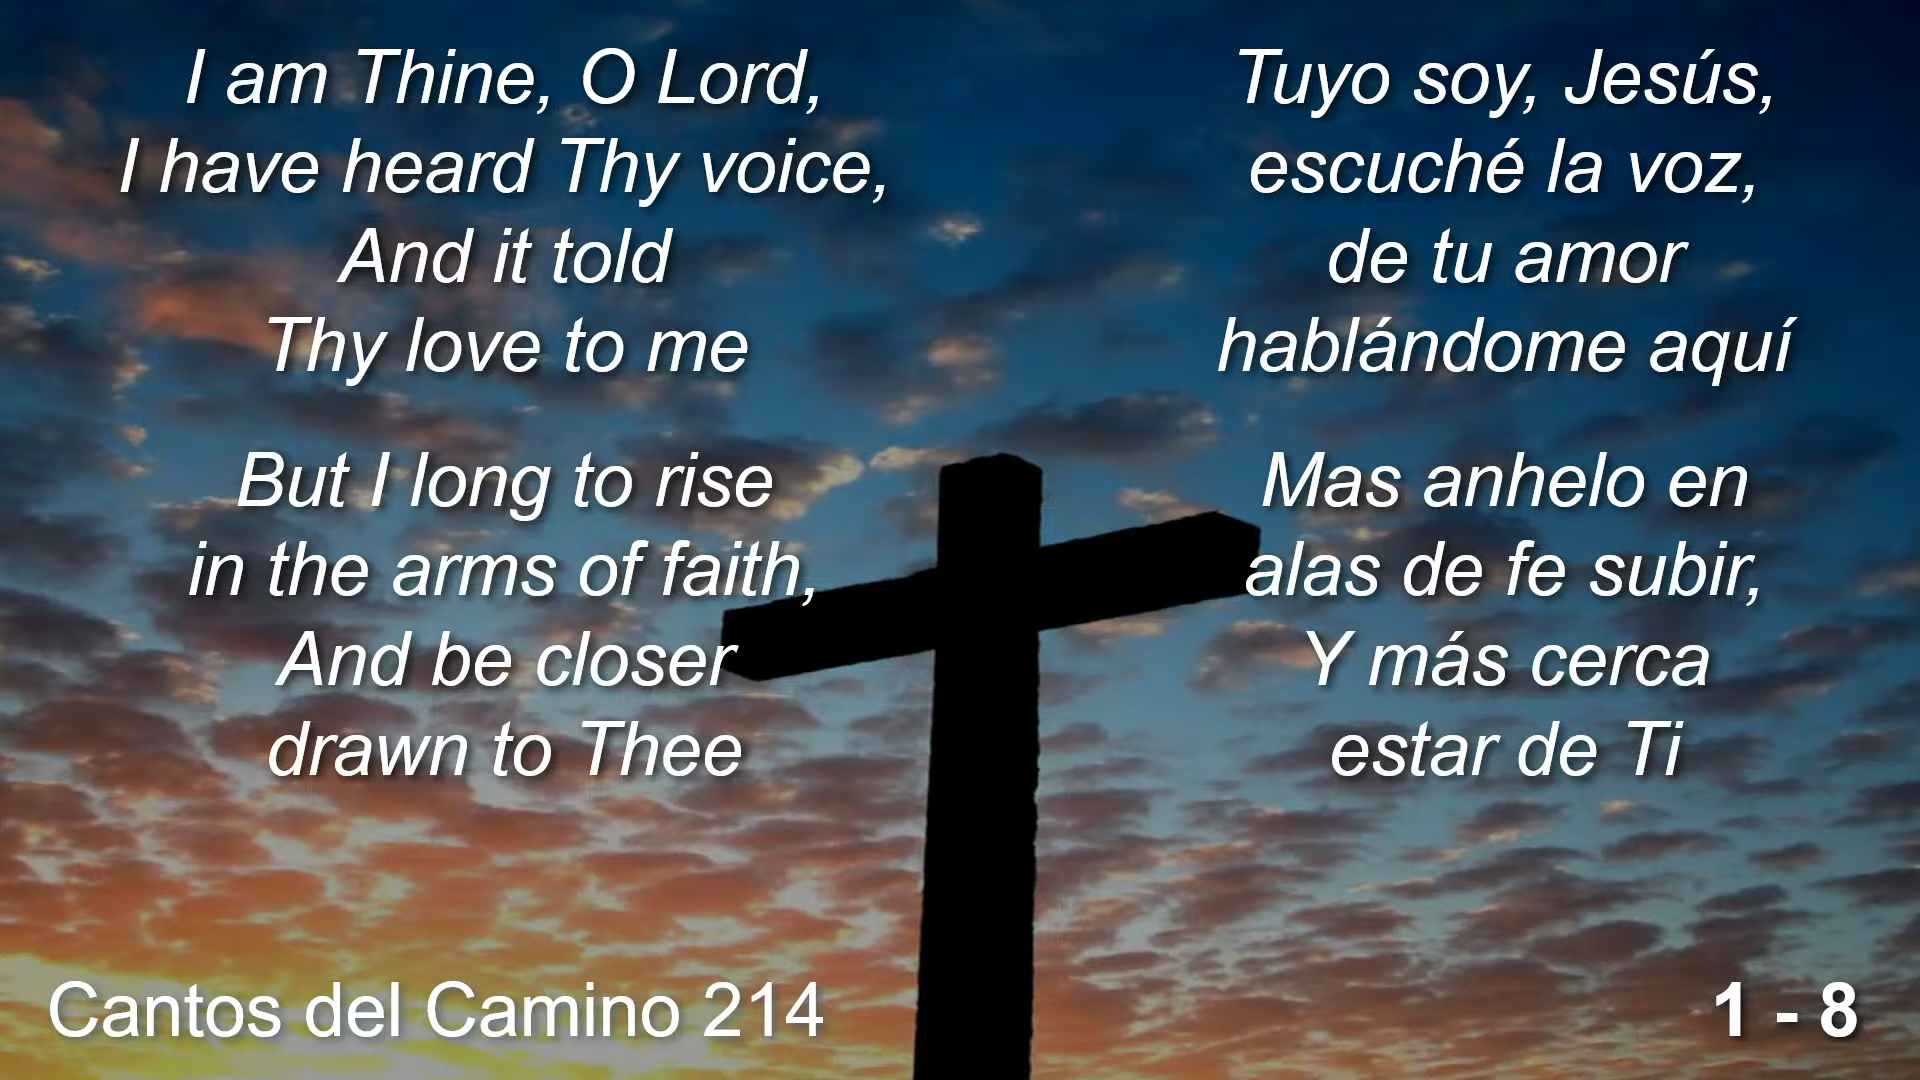 I am Thine, O Lord,
I have heard Thy voice,
And it told
Thy love to me
But I long to rise
in the arms of faith,
And be closer
drawn to Thee
Tuyo soy, Jesús,
escuché la voz,
de tu amor
hablándome aquí
Mas anhelo en
alas de fe subir,
Y más cerca
estar de Ti
Cantos del Camino 214
1 - 8